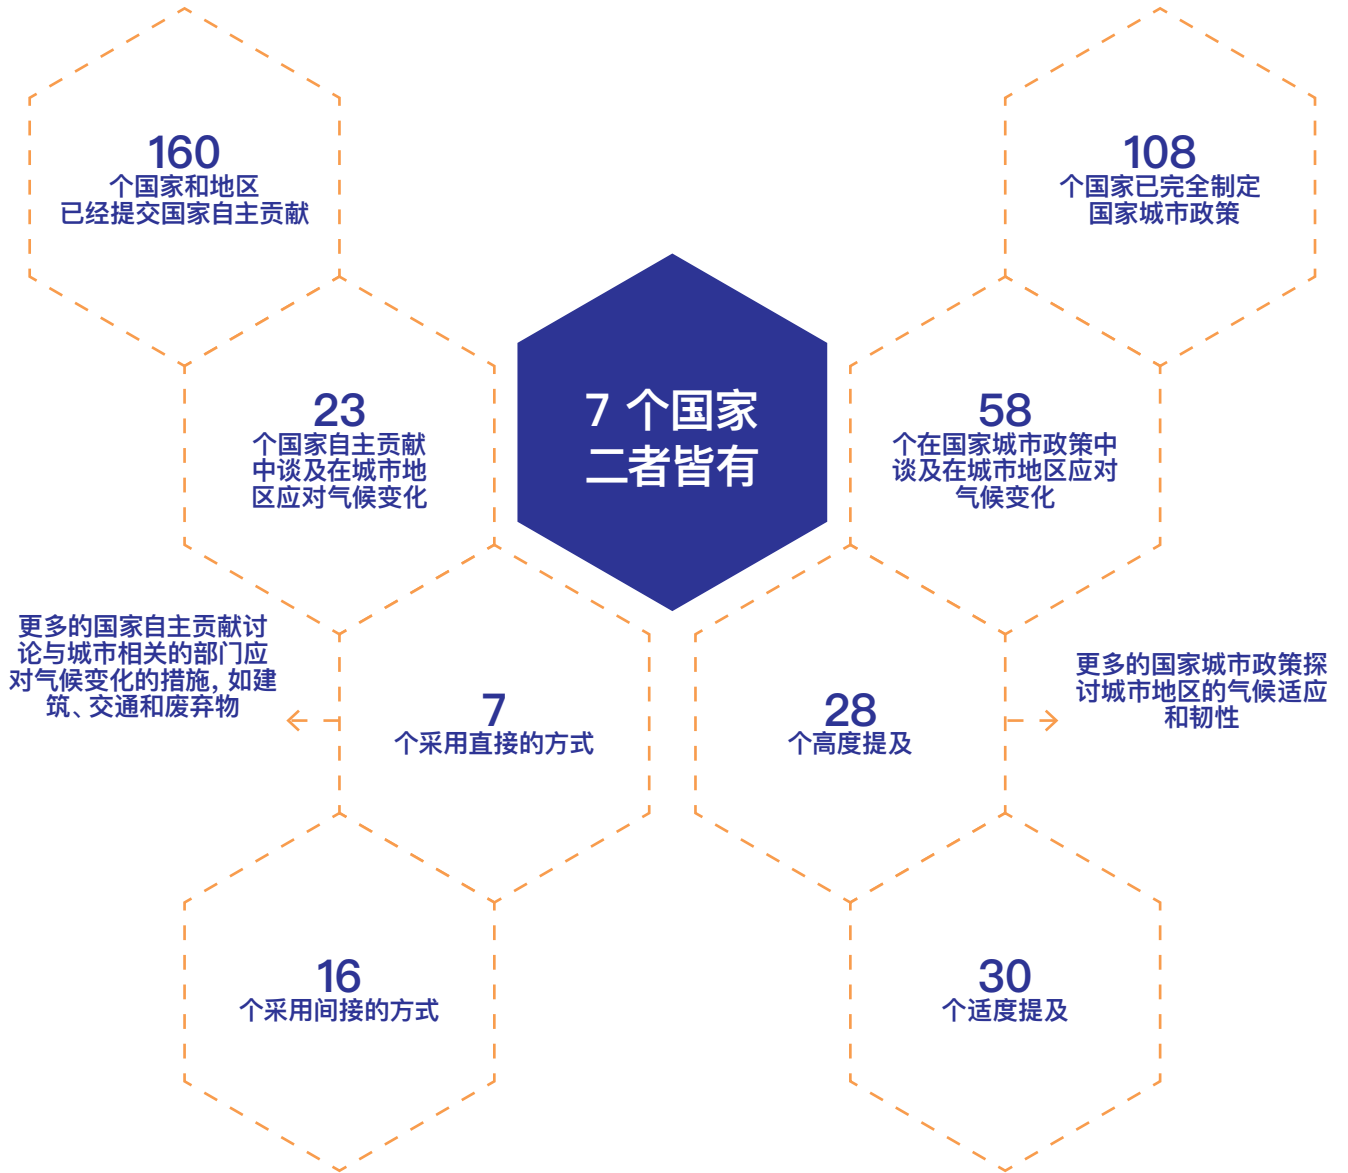 160
个国家和地区
已经提交国家自主贡献
108
个国家已完全制定
国家城市政策
23
个国家自主贡献
中谈及在城市地
区应对气候变化
7 个国家
二者皆有
58
个在国家城市政策中
谈及在城市地区应对
气候变化
更多的国家自主贡献讨
论与城市相关的部门应
对气候变化的措施，如建
筑、交通和废弃物
7
个采用直接的方式
28
个高度提及
更多的国家城市政策探
讨城市地区的气候适应
和韧性
16
个采用间接的方式
30
个适度提及